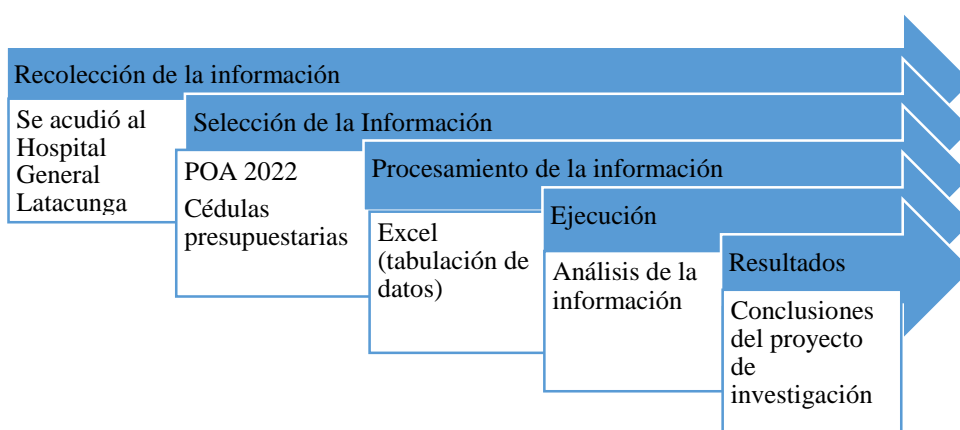 Recolección de la información
Se acudió al
Hospital
General
Latacunga
Selección de la Información
POA 2022
Cédulas
presupuestarias
Procesamiento de la información
Excel
(tabulación de
datos)
Ejecución
Análisis de la
información
Resultados
Conclusiones
del proyecto
de
investigación